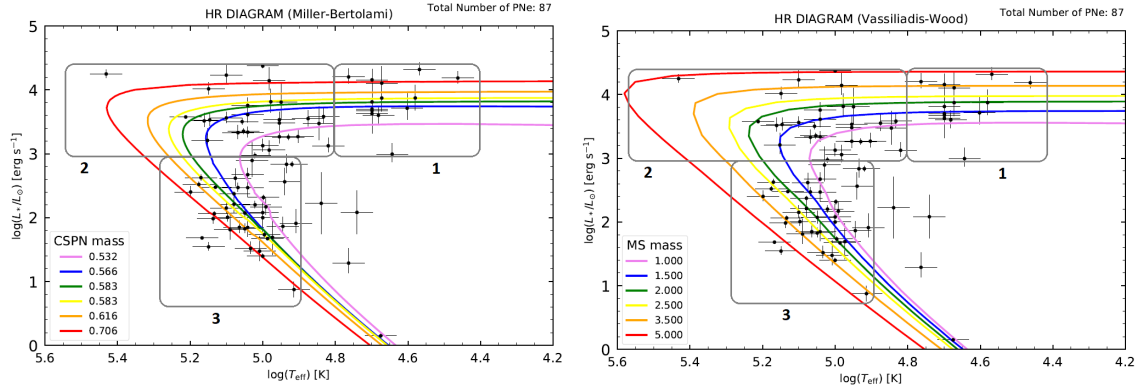 HR DIAGRAM (Miller-Bertolami)
Total Number of PNe: 87
5
4
3
2
1
0
log(L*/L⊙) [erg s⁻¹]
2
1
3
CSPN mass
0.532
0.566
0.583
0.583
0.616
0.706
5.6 5.4 5.2 5.0 4.8 4.6 4.4 4.2
log(Teff) [K]
HR DIAGRAM (Vassiliadis-Wood)
Total Number of PNe: 87
5
4
3
2
1
0
log(L*/L⊙) [erg s⁻¹]
2
1
3
MS mass
1.000
1.500
2.000
2.500
3.500
5.000
5.6 5.4 5.2 5.0 4.8 4.6 4.4 4.2
log(Teff) [K]